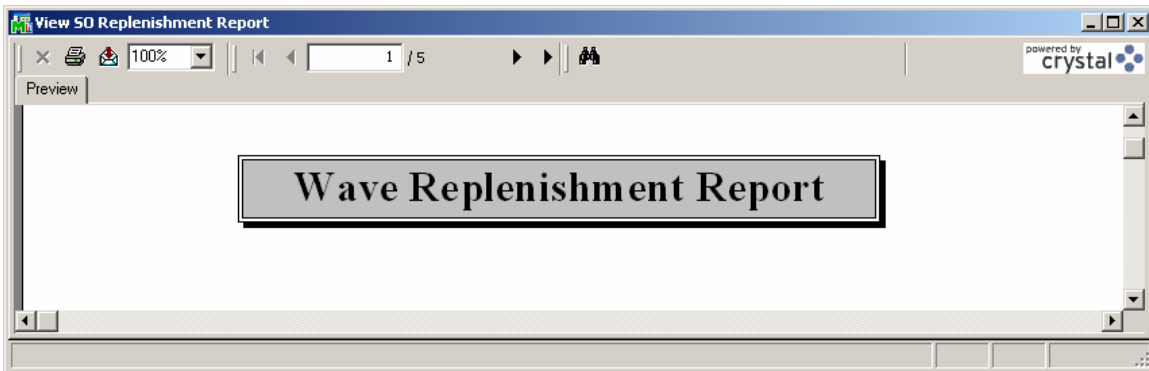 View SO Replenishment Report
100%
1 / 5
powered by
crystal
Preview
Wave Replenishment Report